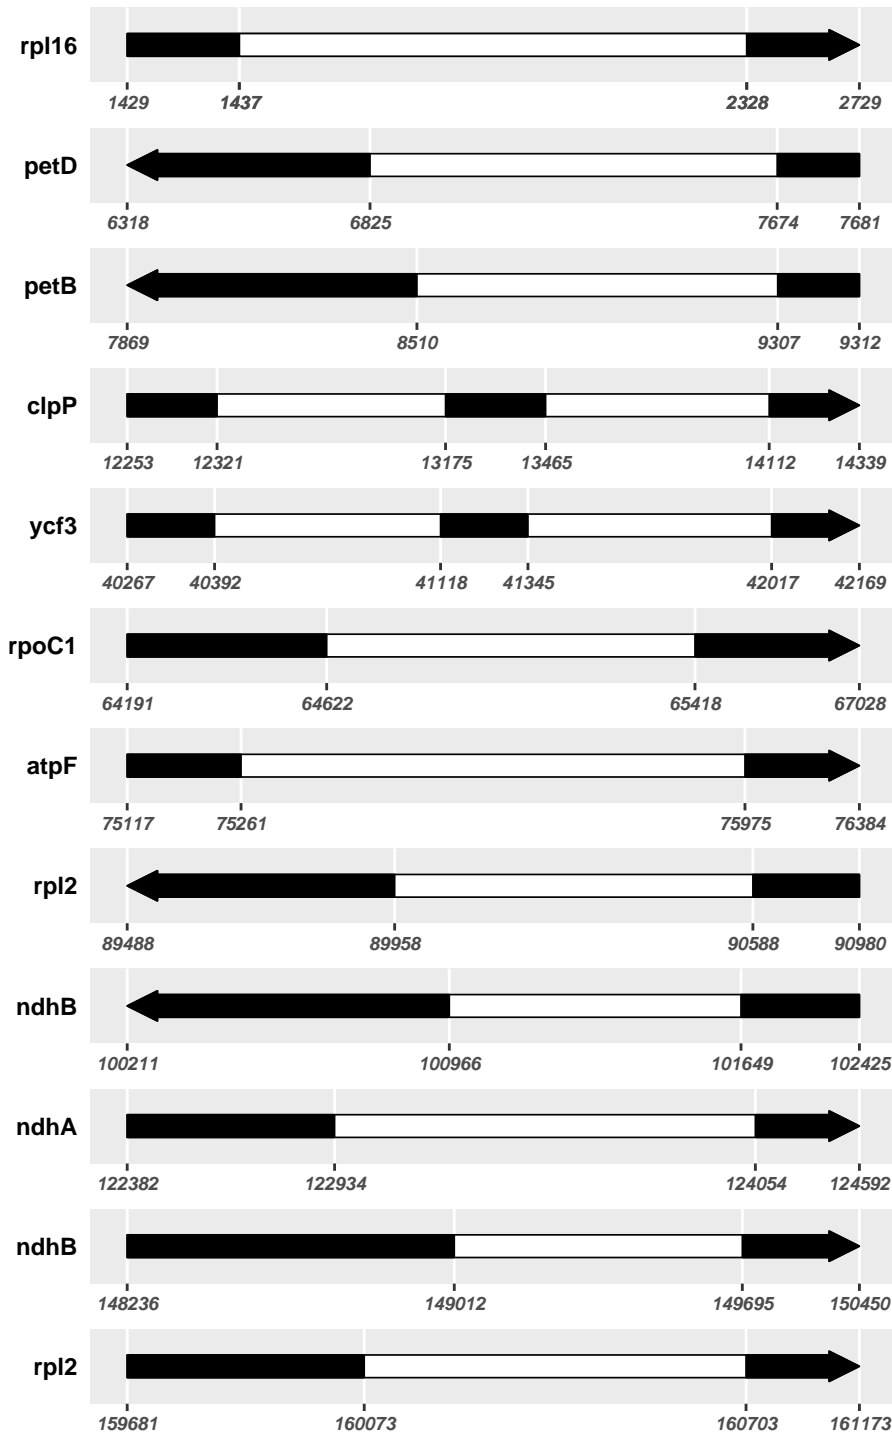 rpl16
1429 1437 2328 2729
petD
6318 6825 7674 7681
petB
7869 8510 9307 9312
clpP
12253 12321 13175 13465 14112 14339
ycf3
40267 40392 41118 41345 42017 42169
rpoC1
64191 64622 65418 67028
atpF
75117 75261 75975 76384
rpl2
89488 89958 90588 90980
ndhB
100211 100966 101649 102425
ndhA
122382 122934 124054 124592
ndhB
148236 149012 149695 150450
rpl2
159681 160073 160703 161173